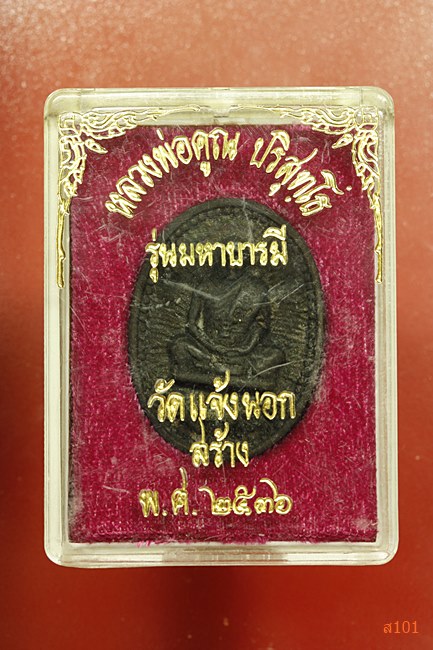 หลวงพ่อคูณ ปริสุทฺโธ
รุ่นมหาบารมี
วัดแจ้งนอก
สร้าง
พ.ศ. ๒๕๓๖
ส101